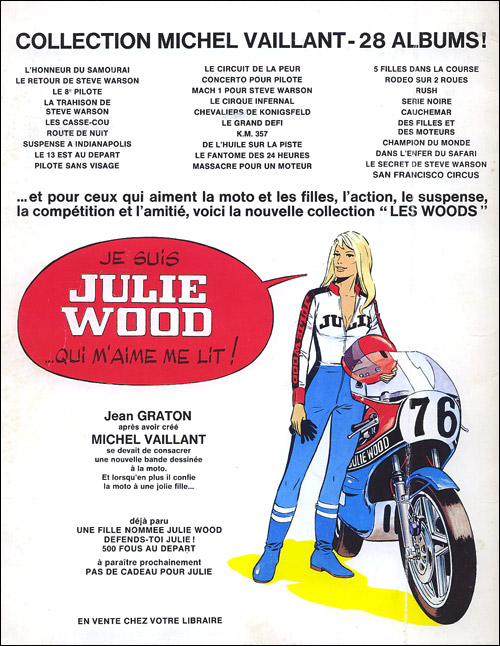 COLLECTION MICHEL VAILLANT - 28 ALBUMS!
L'HONNEUR DU SAMOURAI
LE RETOUR DE STEVE WARSON
LE 8e PILOTE
LA TRAHISON DE
STEVE WARSON
LES CASSE-COU
ROUTE DE NUIT
SUSPENSE A INDIANAPOLIS
LE 13 EST AU DEPART
PILOTE SANS VISAGE
LE CIRCUIT DE LA PEUR
CONCERTO POUR PILOTE
MACH 1 POUR STEVE WARSON
LE CIRQUE INFERNAL
CHEVALIERS DE KONIGSFELD
LE GRAND DEFI
K.M. 357
DE L'HUILE SUR LA PISTE
LE FANTOME DES 24 HEURES
MASSACRE POUR UN MOTEUR
5 FILLES DANS LA COURSE
RODEO SUR 2 ROUES
RUSH
SERIE NOIRE
CAUCHEMAR
DES FILLES ET
DES MOTEURS
CHAMPION DU MONDE
DANS L'ENFER DU SAFARI
LE SECRET DE STEVE WARSON
SAN FRANCISCO CIRCUS
...et pour ceux qui aiment la moto et les filles, l'action, le suspense,
la compétition et l'amitié, voici la nouvelle collection "LES WOODS"
JE SUIS
JULIE
WOOD
...QUI M'AIME ME LIT!
JULIE
76
JULIE WOOD
Jean GRATON
après avoir créé
MICHEL VAILLANT
se devait de consacrer
une nouvelle bande dessinée
à la moto.
Et lorsqu'en plus il confie
la moto à une jolie fille...
déjà paru
UNE FILLE NOMMEE JULIE WOOD
DEFENDS-TOI JULIE !
500 FOUS AU DEPART
à paraître prochainement
PAS DE CADEAU POUR JULIE
EN VENTE CHEZ VOTRE LIBRAIRE